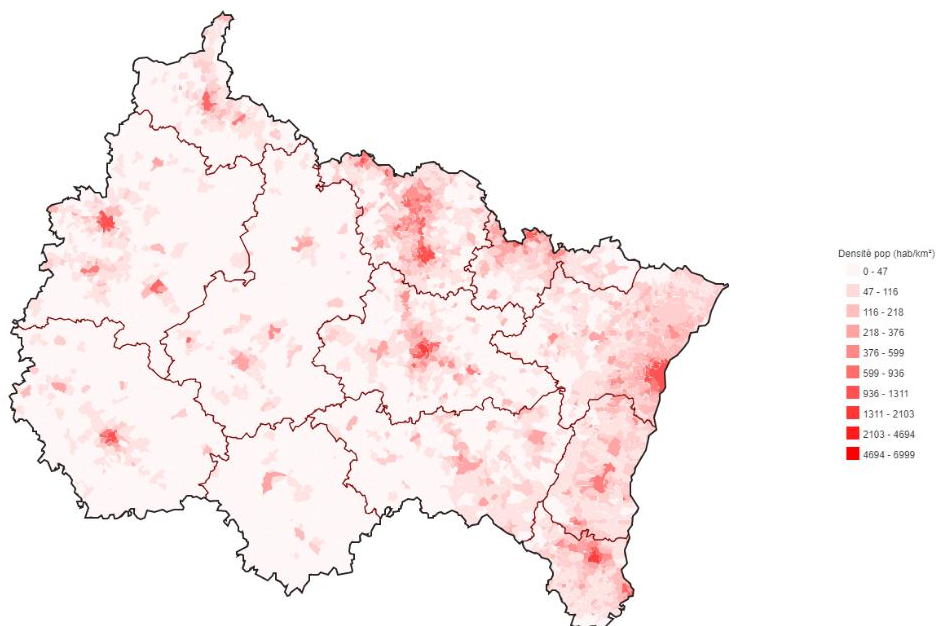 Densité pop (hab/km²)
0 - 47
47 - 116
116 - 218
218 - 376
376 - 599
599 - 936
936 - 1311
1311 - 2103
2103 - 4694
4694 - 6999